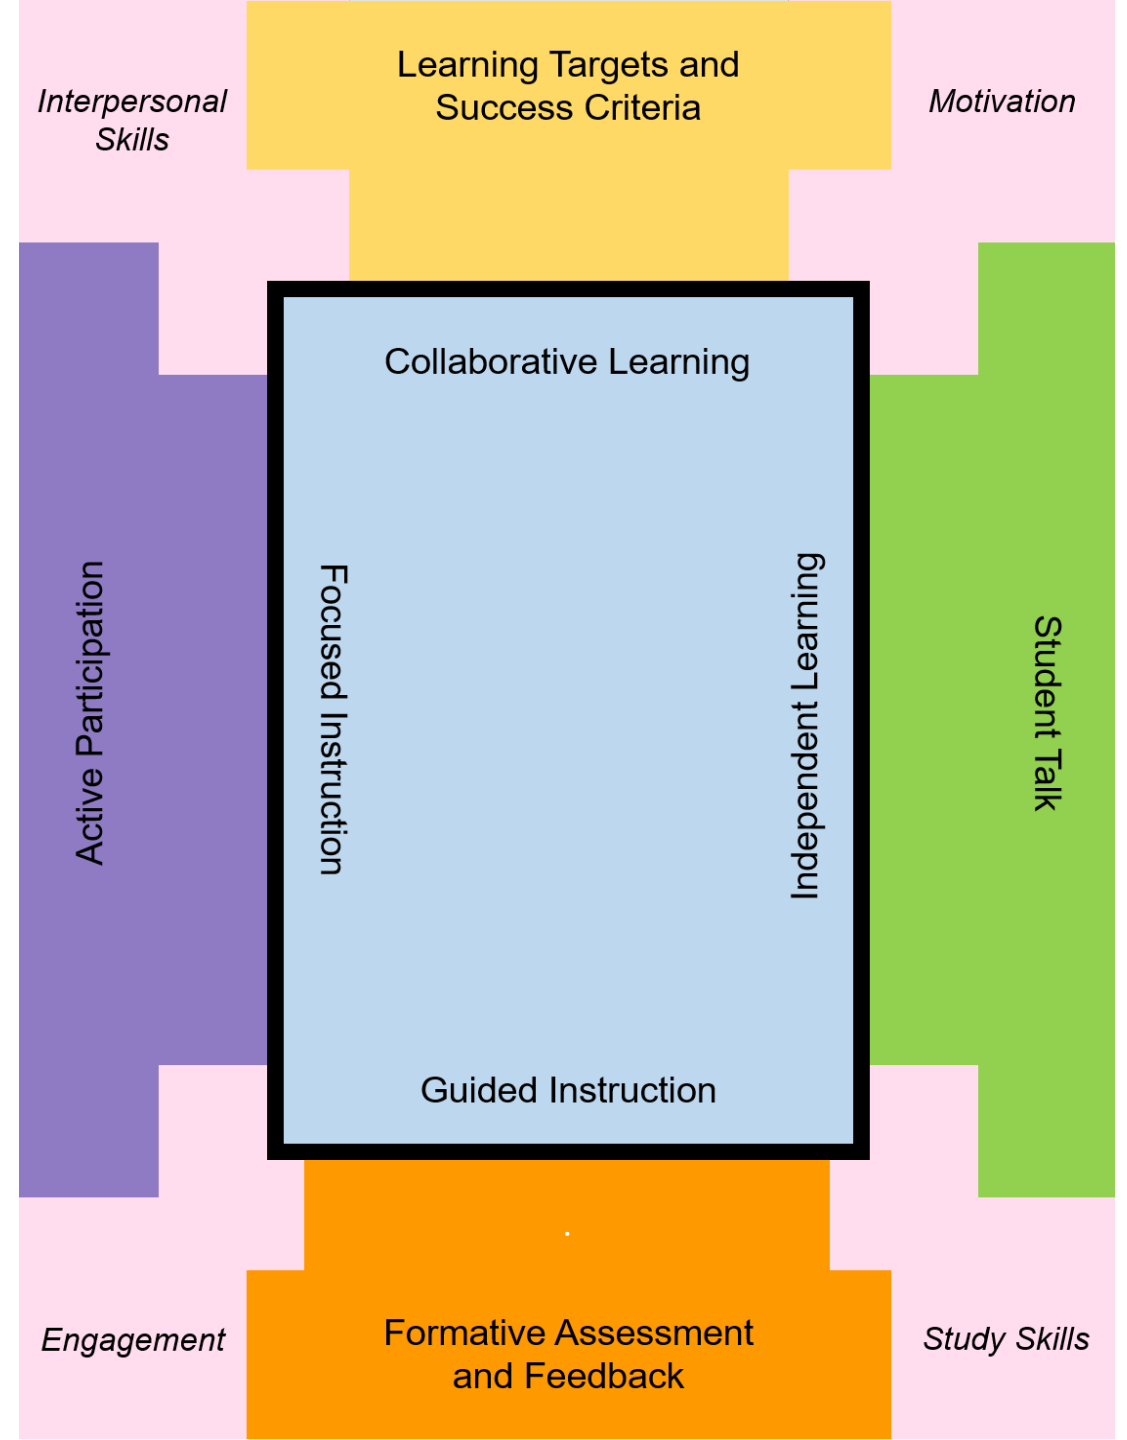 Learning Targets and
Success Criteria
Interpersonal
Skills
Motivation
Collaborative Learning
Active Participation
Focused Instruction
Independent Learning
Student Talk
Guided Instruction
Formative Assessment
and Feedback
Engagement
Study Skills